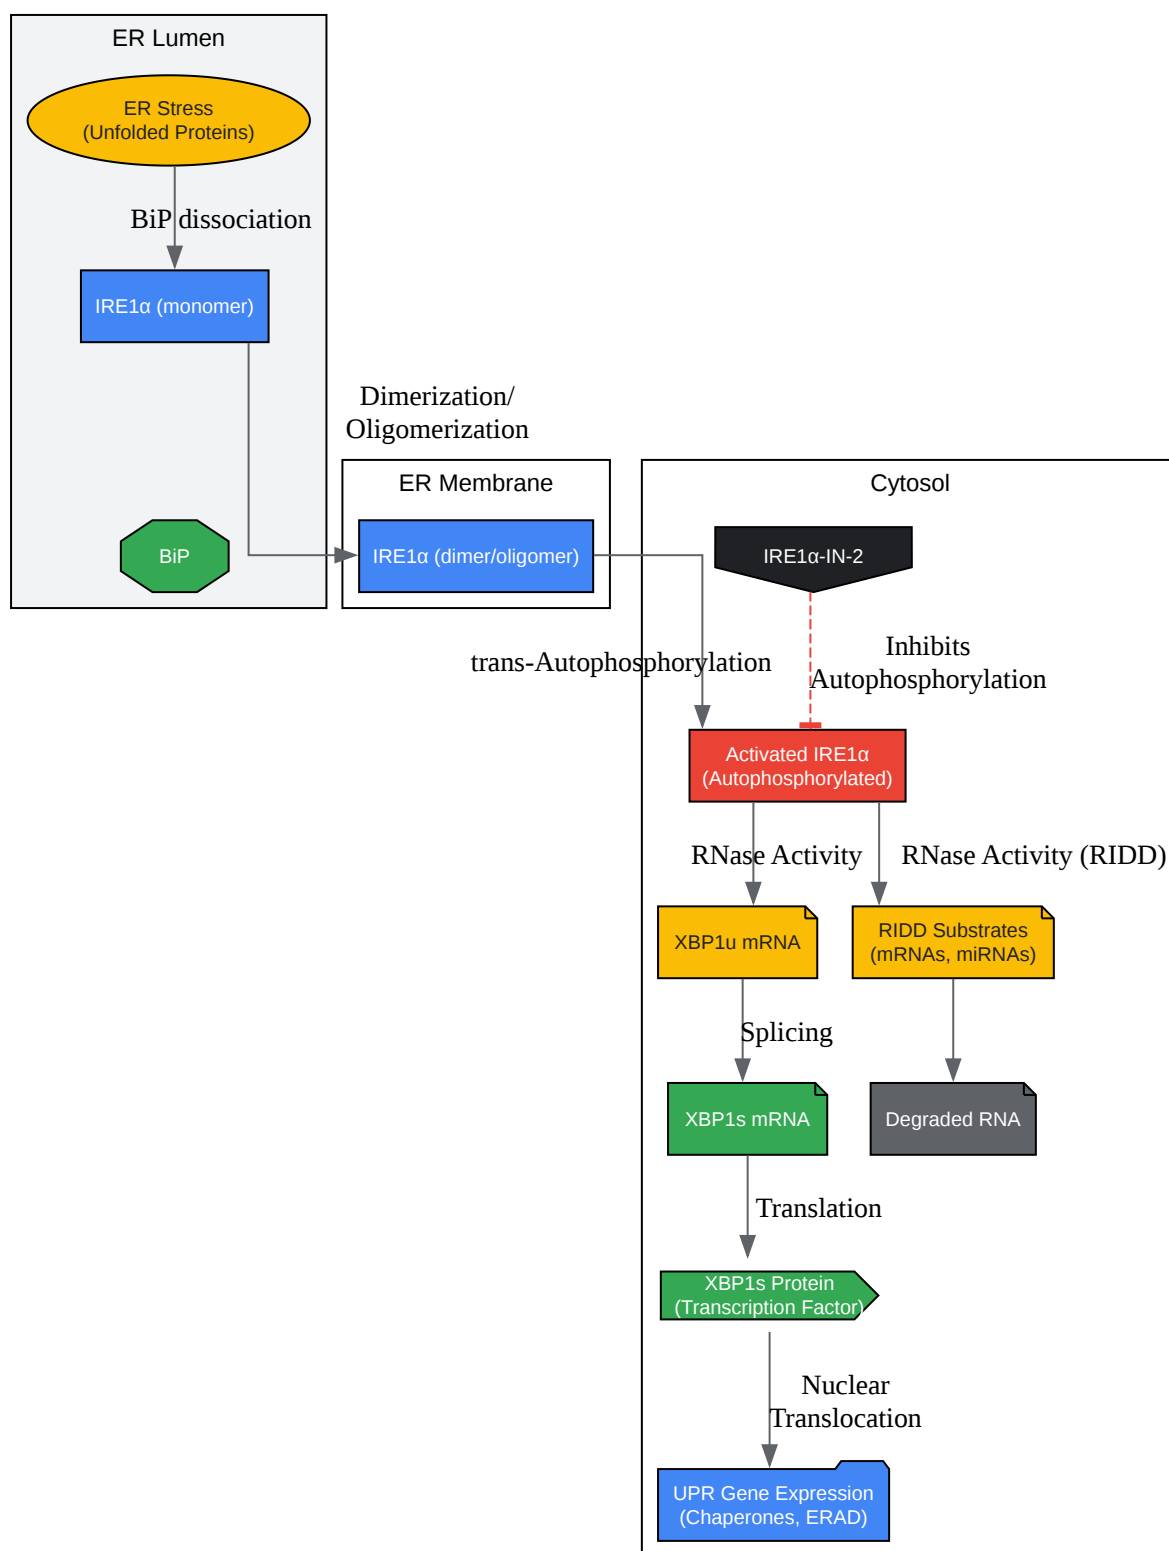 ER Lumen
ER Stress
(Unfolded Proteins)
BiP dissociation
IRE1α (monomer)
Dimerization/
Oligomerization
ER Membrane
Cytosol
BiP
IRE1α (dimer/oligomer)
IRE1α-IN-2
trans-Autophosphorylation
Inhibits
Autophosphorylation
Activated IRE1α
(Autophosphorylated)
RNase Activity
RNase Activity (RIDD)
XBP1u mRNA
RIDD Substrates
(mRNAs, miRNAs)
Splicing
XBP1s mRNA
Degraded RNA
Translation
XBP1s Protein
(Transcription Factor)
Nuclear
Translocation
UPR Gene Expression
(Chaperones, ERAD)